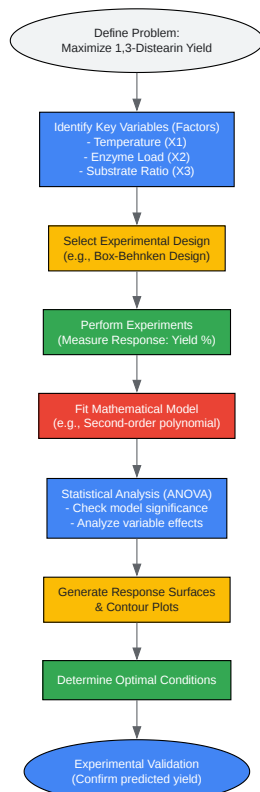 Define Problem:
Maximize 1,3-Distearin Yield
Identify Key Variables (Factors)
- Temperature (X1)
- Enzyme Load (X2)
- Substrate Ratio (X3)
Select Experimental Design
(e.g., Box-Behnken Design)
Perform Experiments
(Measure Response: Yield %)
Fit Mathematical Model
(e.g., Second-order polynomial)
Statistical Analysis (ANOVA)
- Check model significance
- Analyze variable effects
Generate Response Surfaces
& Contour Plots
Determine Optimal Conditions
Experimental Validation
(Confirm predicted yield)